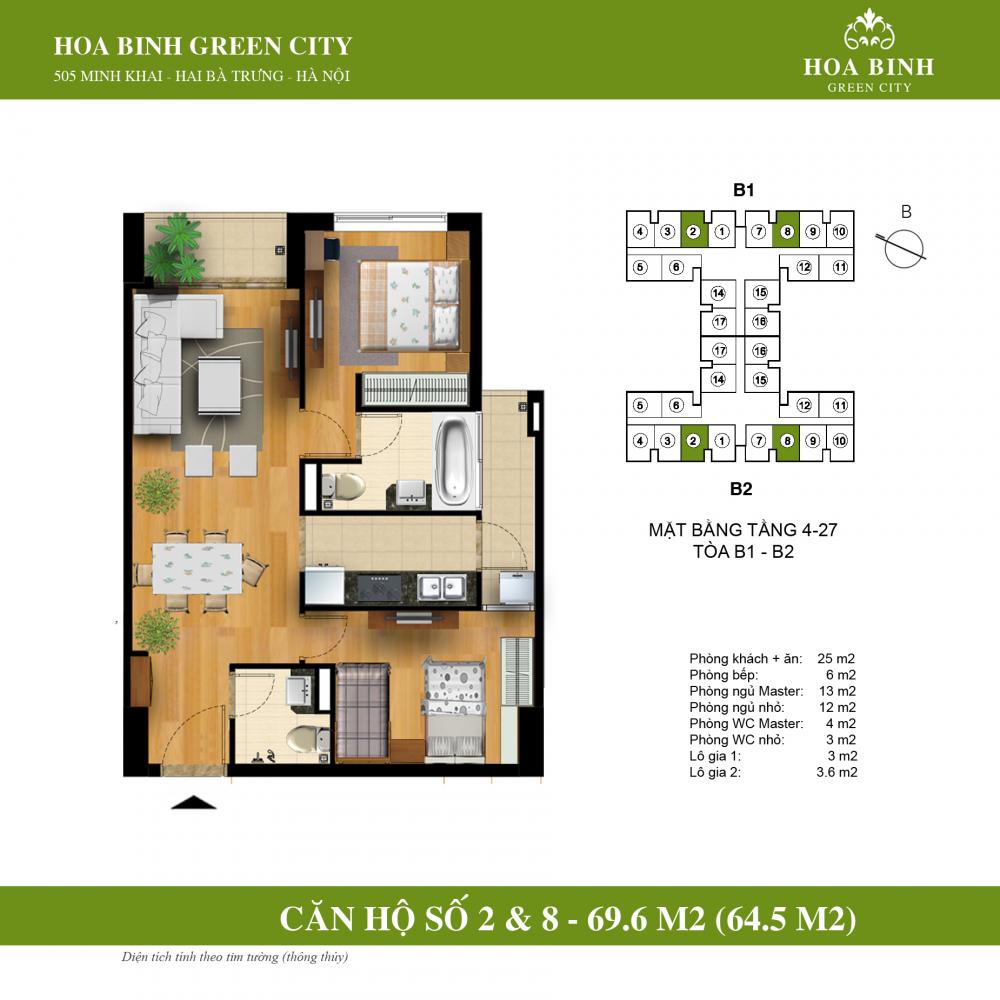 HOA BINH GREEN CITY
505 MINH KHAI - HAI BÀ TRƯNG - HÀ NỘI
HOA BINH
GREEN CITY
B1
B
4 3 2 1 7 8 9 10
5 6 12 11
14 15
17 16
17 16
14 15
5 6 12 11
4 3 2 1 7 8 9 10
B2
MẶT BẰNG TẦNG 4-27
TÒA B1 - B2
Phòng khách + ăn: 25 m2
Phòng bếp: 6 m2
Phòng ngủ Master: 13 m2
Phòng ngủ nhỏ: 12 m2
Phòng WC Master: 4 m2
Phòng WC nhỏ: 3 m2
Lô gia 1: 3 m2
Lô gia 2: 3.6 m2
CĂN HỘ SỐ 2 & 8 - 69.6 M2 (64.5 M2)
Diện tích tính theo tim tường (thông thủy)